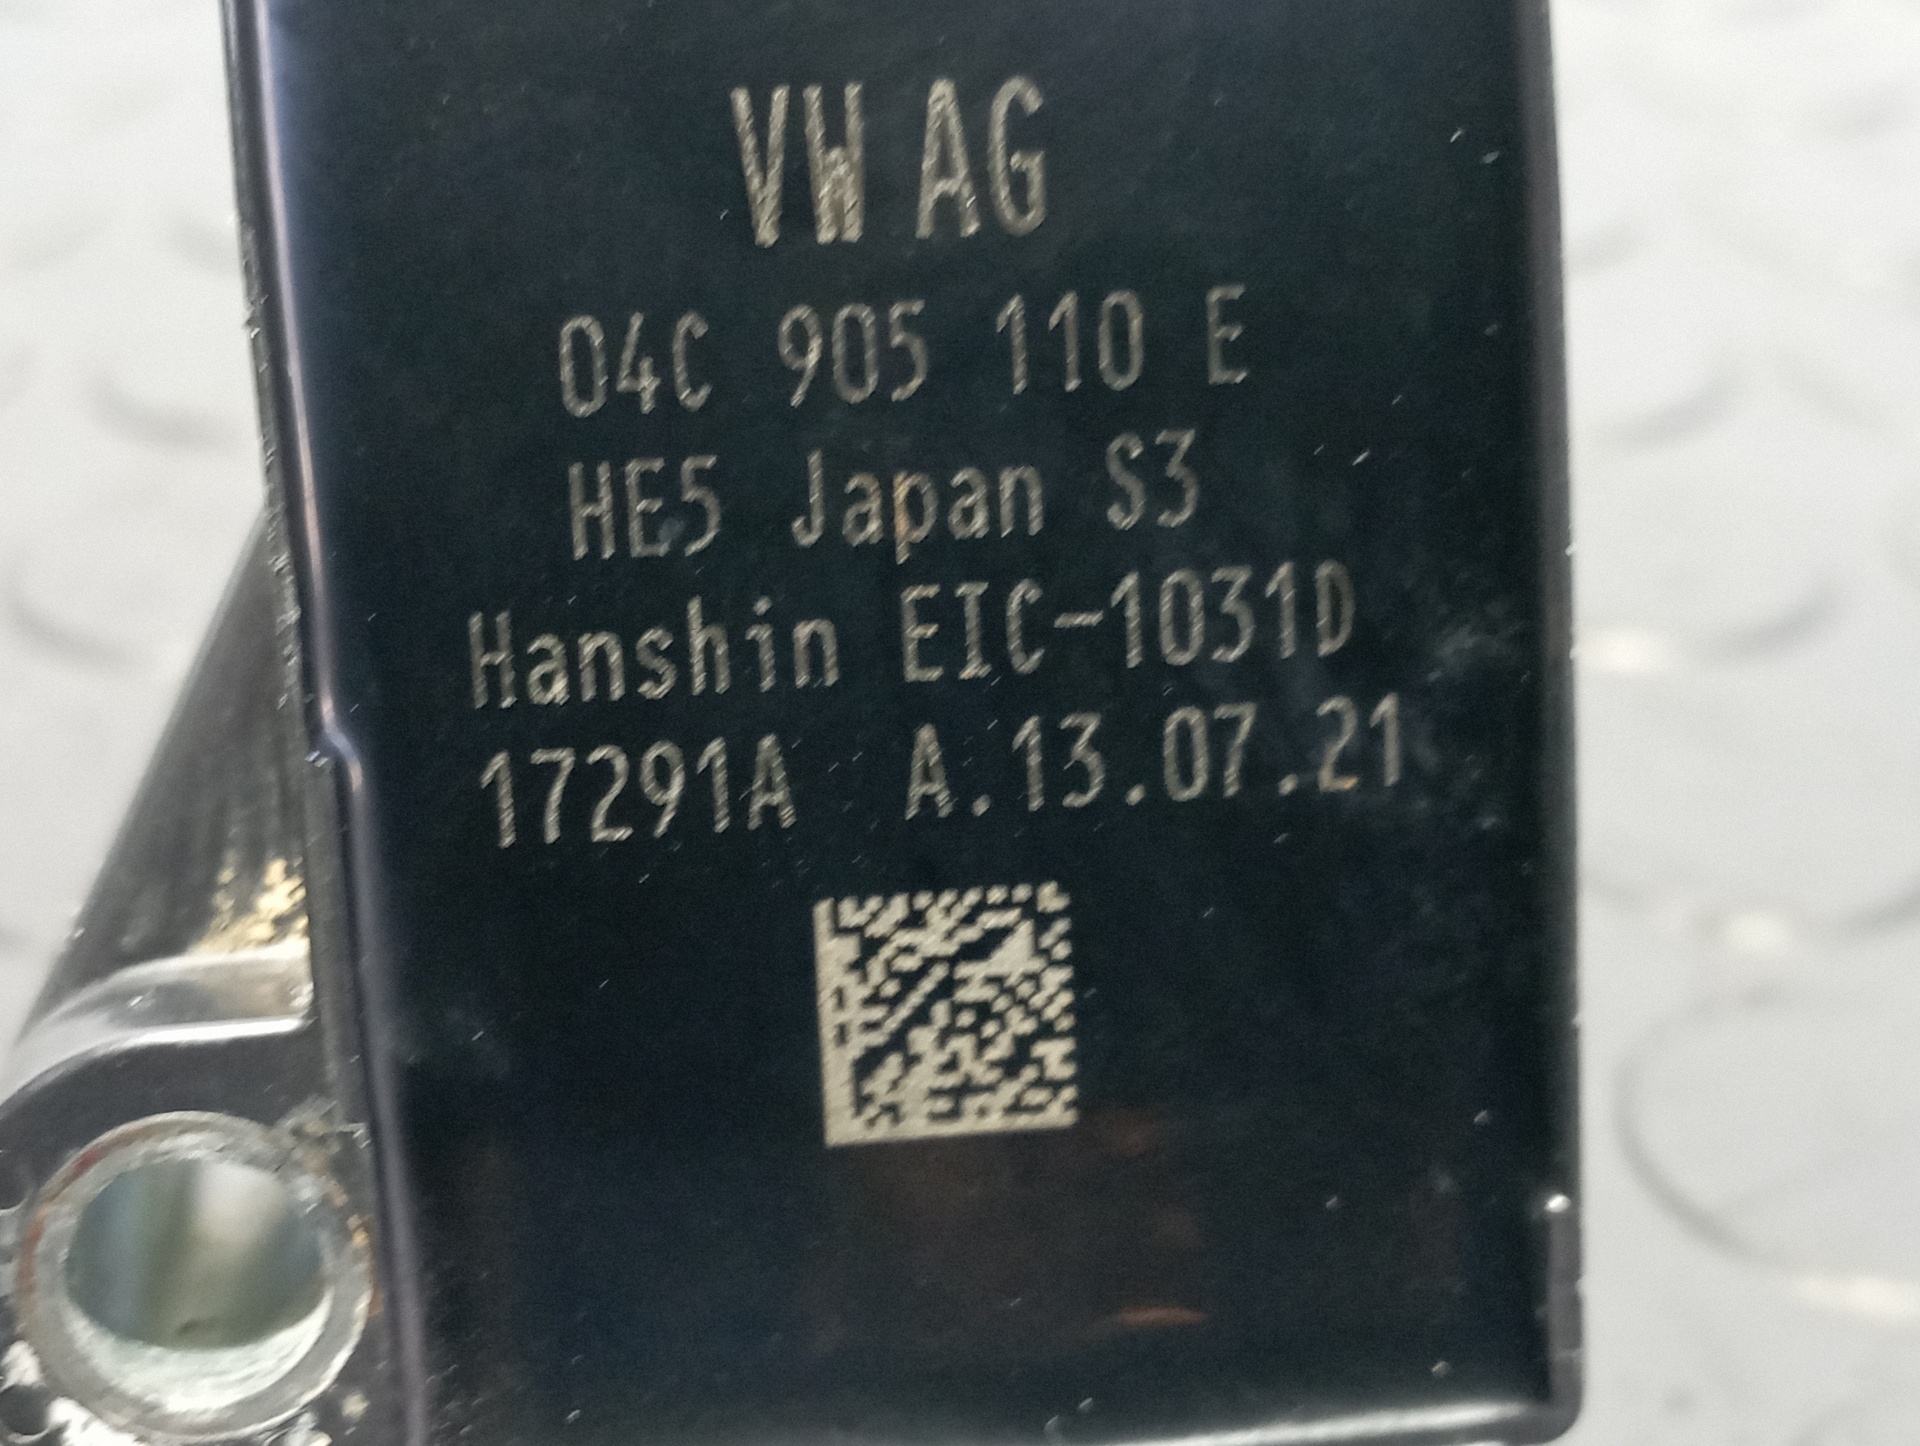 VW AG
04C 905 110 E
HE5 Japan S3
Hanshin EIC-1031D
17291A A.13.07.21